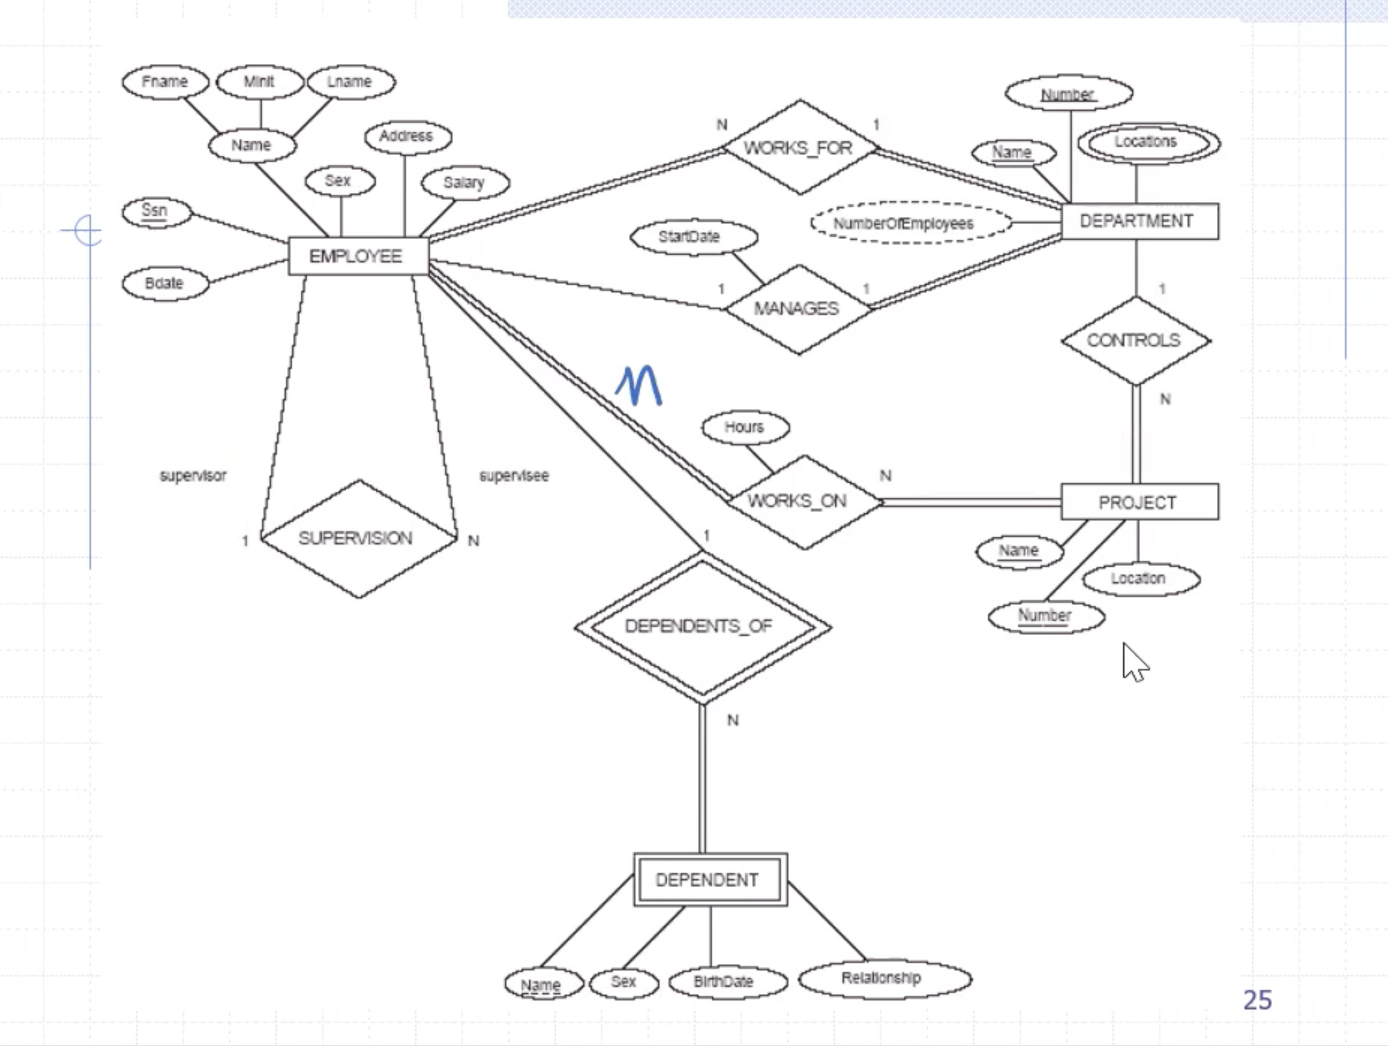 Fname
Minit
Lname
Name
Address
Sex
Salary
Ssn
Bdate
EMPLOYEE
N
WORKS_FOR
1
Number
Name
Locations
NumberOfEmployees
DEPARTMENT
StartDate
1
MANAGES
1
1
CONTROLS
N
M
Hours
WORKS_ON
N
PROJECT
Name
Location
Number
supervisor
supervisee
1
SUPERVISION
N
1
DEPENDENTS_OF
N
DEPENDENT
Name
Sex
BirthDate
Relationship
25